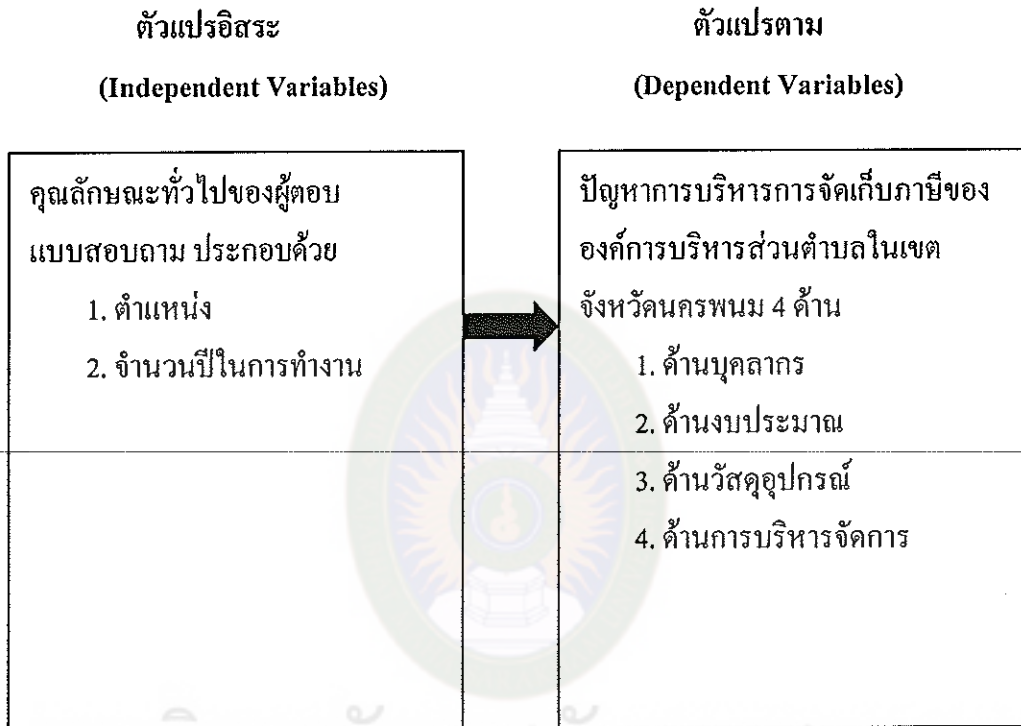 ตัวแปรอิสระ
(Independent Variables)
คุณลักษณะทั่วไปของผู้ตอบ
แบบสอบถาม ประกอบด้วย
1. ตำแหน่ง
2. จำนวนปีในการทำงาน
ตัวแปรตาม
(Dependent Variables)
ปัญหาการบริหารการจัดเก็บภาษีของ
องค์การบริหารส่วนตำบลในเขต
จังหวัดนครพนม 4 ด้าน
1. ด้านบุคลากร
2. ด้านงบประมาณ
3. ด้านวัสดุอุปกรณ์
4. ด้านการบริหารจัดการ